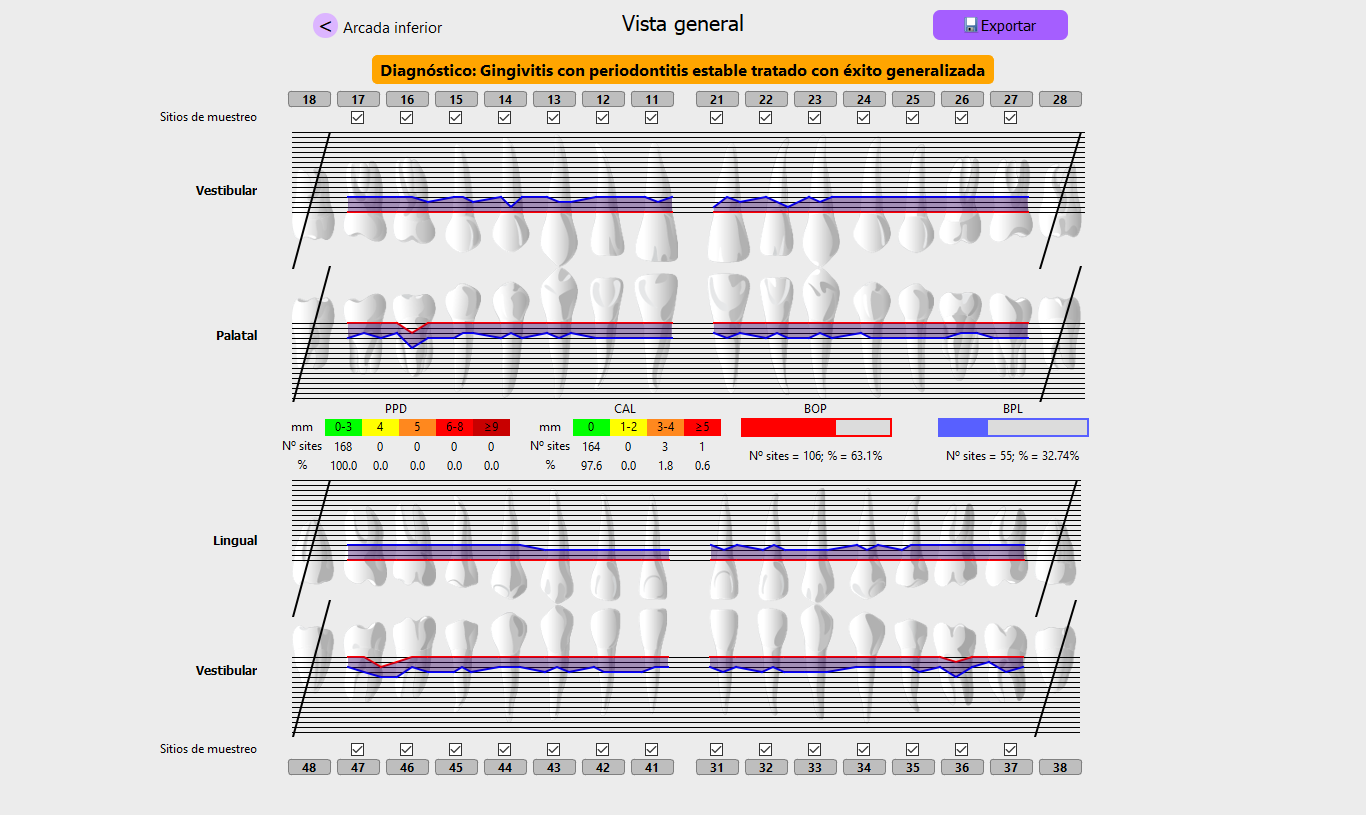 < Arcada inferior Vista general Exportar
Diagnóstico: Gingivitis con periodontitis estable tratado con éxito generalizada
18 17 16 15 14 13 12 11 21 22 23 24 25 26 27 28
Sitios de muestreo
Vestibular
Palatal
PPD CAL BOP BPL
mm 0-3 4 5 6-8 ≥9 mm 0 1-2 3-4 ≥5
Nº sites 168 0 0 0 0 Nº sites 164 0 3 1 Nº sites = 106; % = 63.1% Nº sites = 55; % = 32.74%
% 100.0 0.0 0.0 0.0 0.0 % 97.6 0.0 1.8 0.6
Lingual
Vestibular
Sitios de muestreo
48 47 46 45 44 43 42 41 31 32 33 34 35 36 37 38